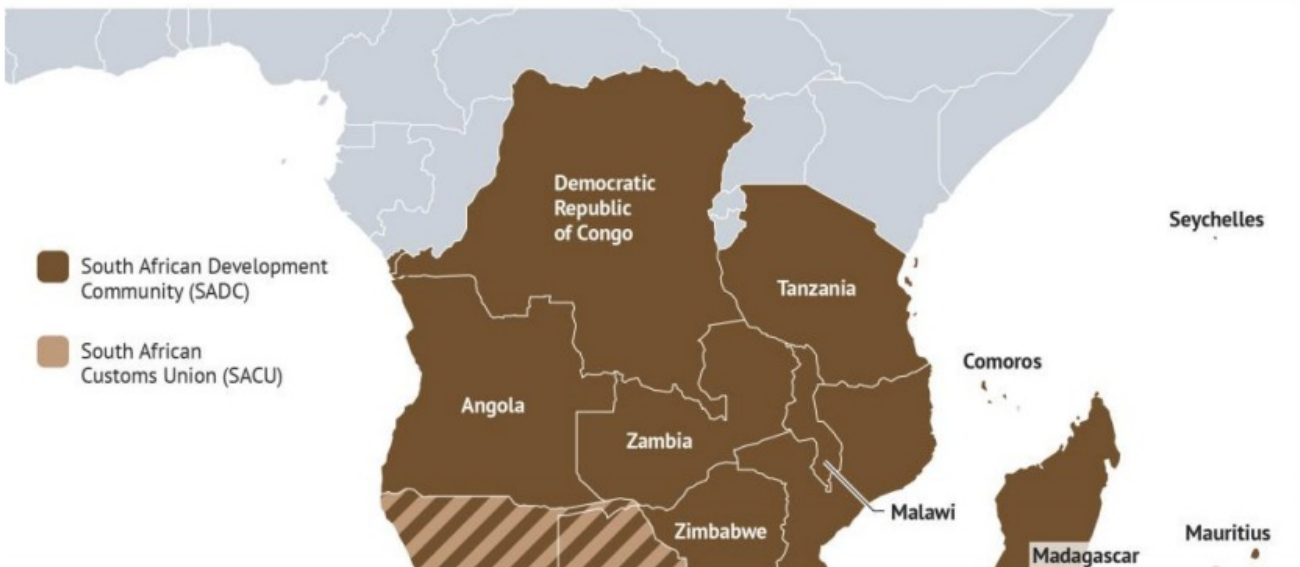 Democratic
Republic
of Congo
Seychelles
South African Development
Community (SADC)
Tanzania
South African
Customs Union (SACU)
Comoros
Angola
Zambia
Malawi
Zimbabwe
Mauritius
Madagascar